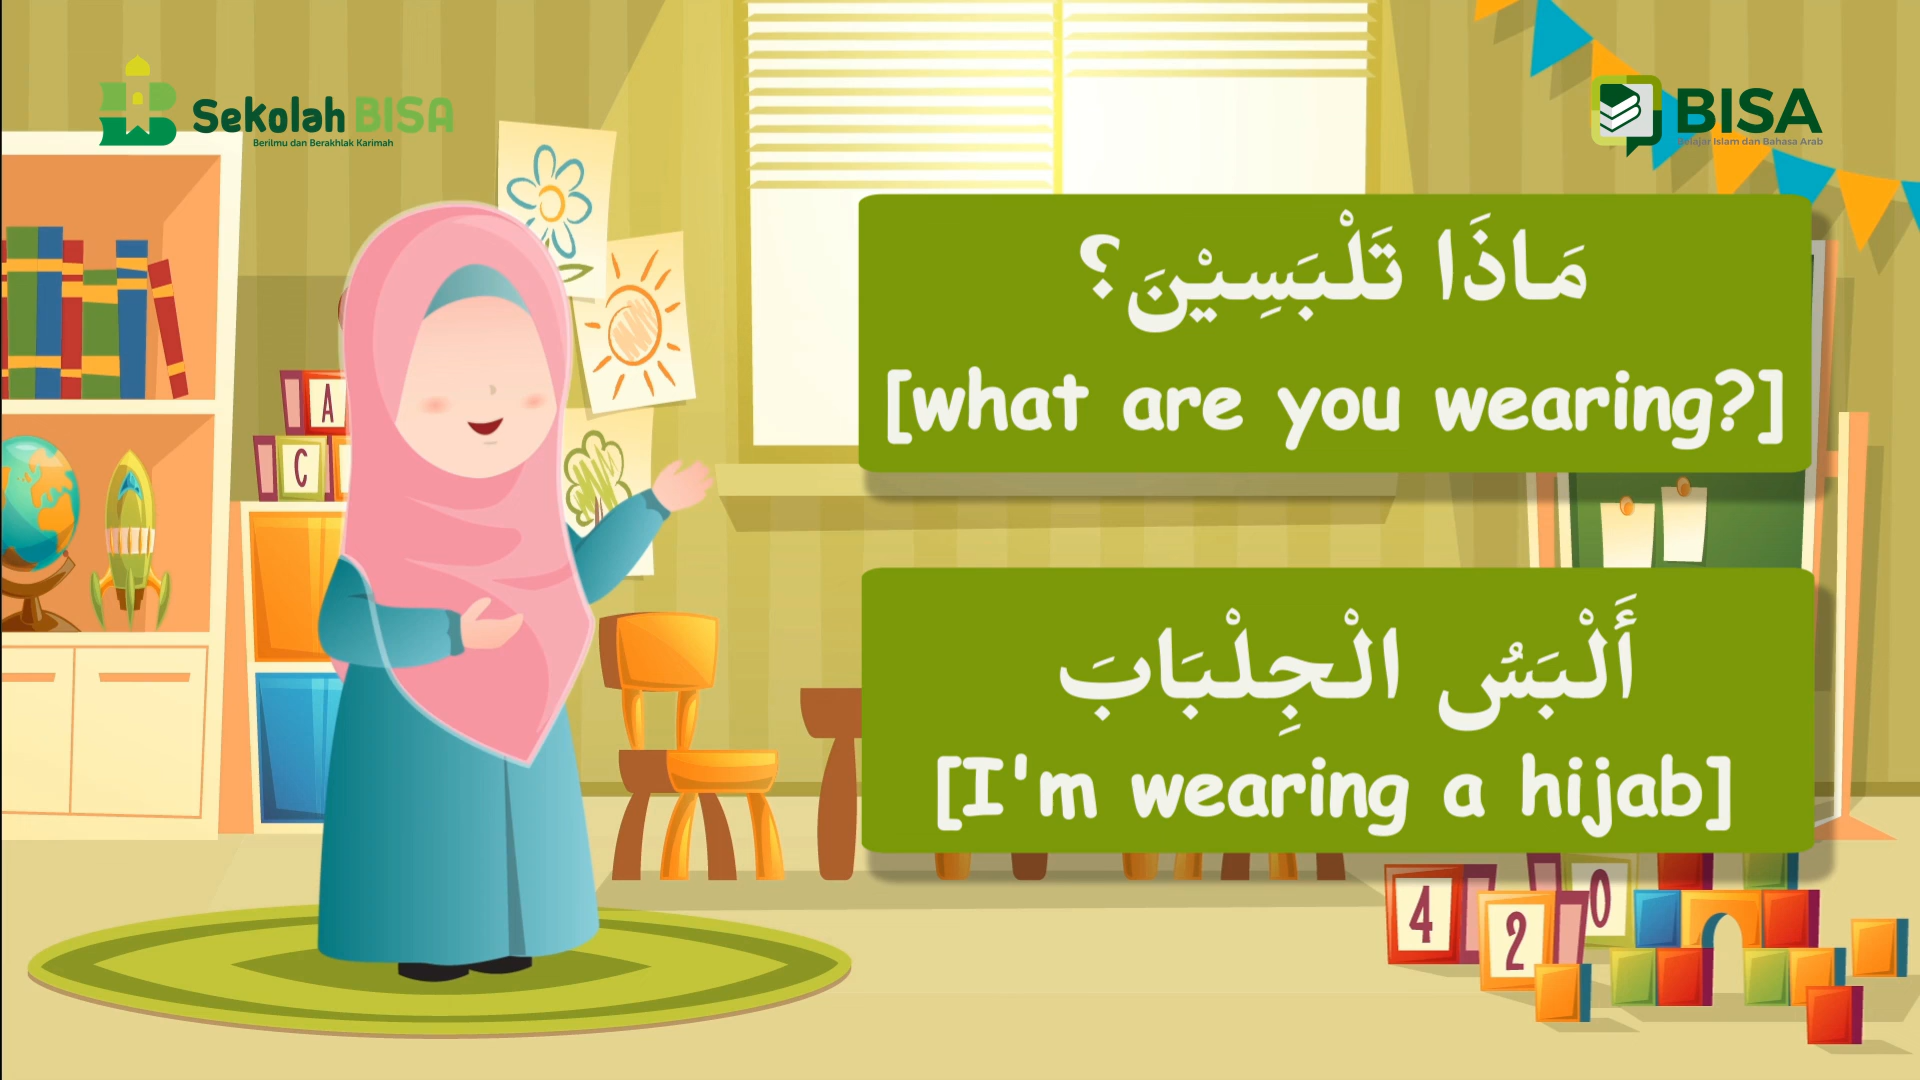 Sekolah BISA
Berilmu dan Berakhlak Karimah
BISA
Belajar Islam dan Bahasa Arab
مَاذَا تَلْبَسِيْنَ؟
[what are you wearing?]
أَلْبَسُ الْجِلْبَابَ
[I'm wearing a hijab]
A
C
4
2
0